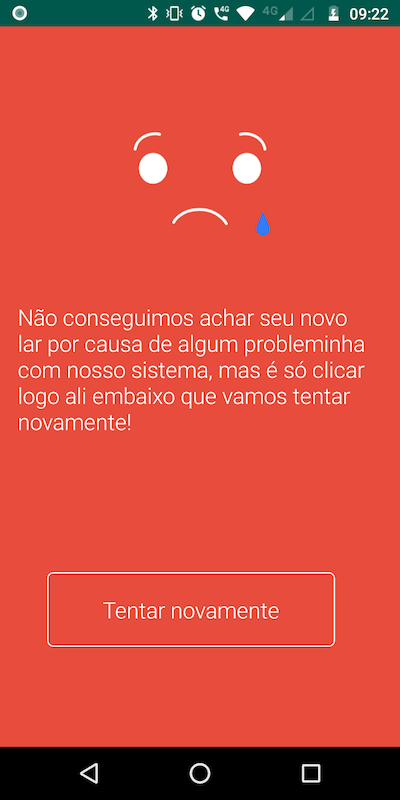 4G 4G 09:22
Não conseguimos achar seu novo
lar por causa de algum probleminha
com nosso sistema, mas é só clicar
logo ali embaixo que vamos tentar
novamente!
Tentar novamente